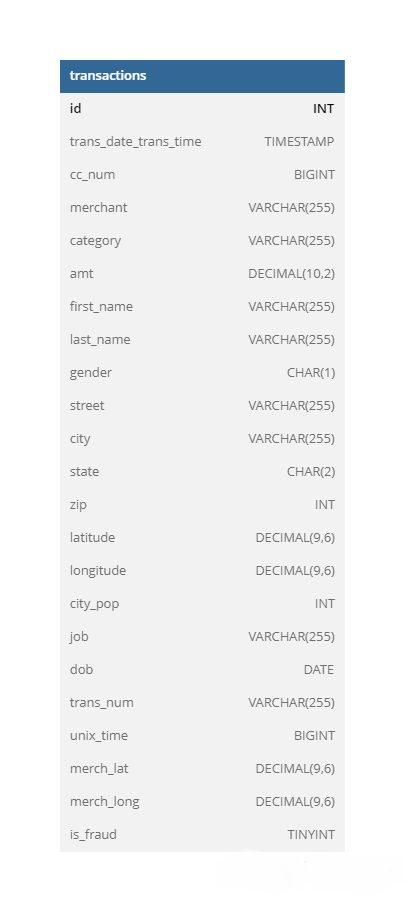 transactions
id INT
trans_date_trans_time TIMESTAMP
cc_num BIGINT
merchant VARCHAR(255)
category VARCHAR(255)
amt DECIMAL(10,2)
first_name VARCHAR(255)
last_name VARCHAR(255)
gender CHAR(1)
street VARCHAR(255)
city VARCHAR(255)
state CHAR(2)
zip INT
latitude DECIMAL(9,6)
longitude DECIMAL(9,6)
city_pop INT
job VARCHAR(255)
dob DATE
trans_num VARCHAR(255)
unix_time BIGINT
merch_lat DECIMAL(9,6)
merch_long DECIMAL(9,6)
is_fraud TINYINT